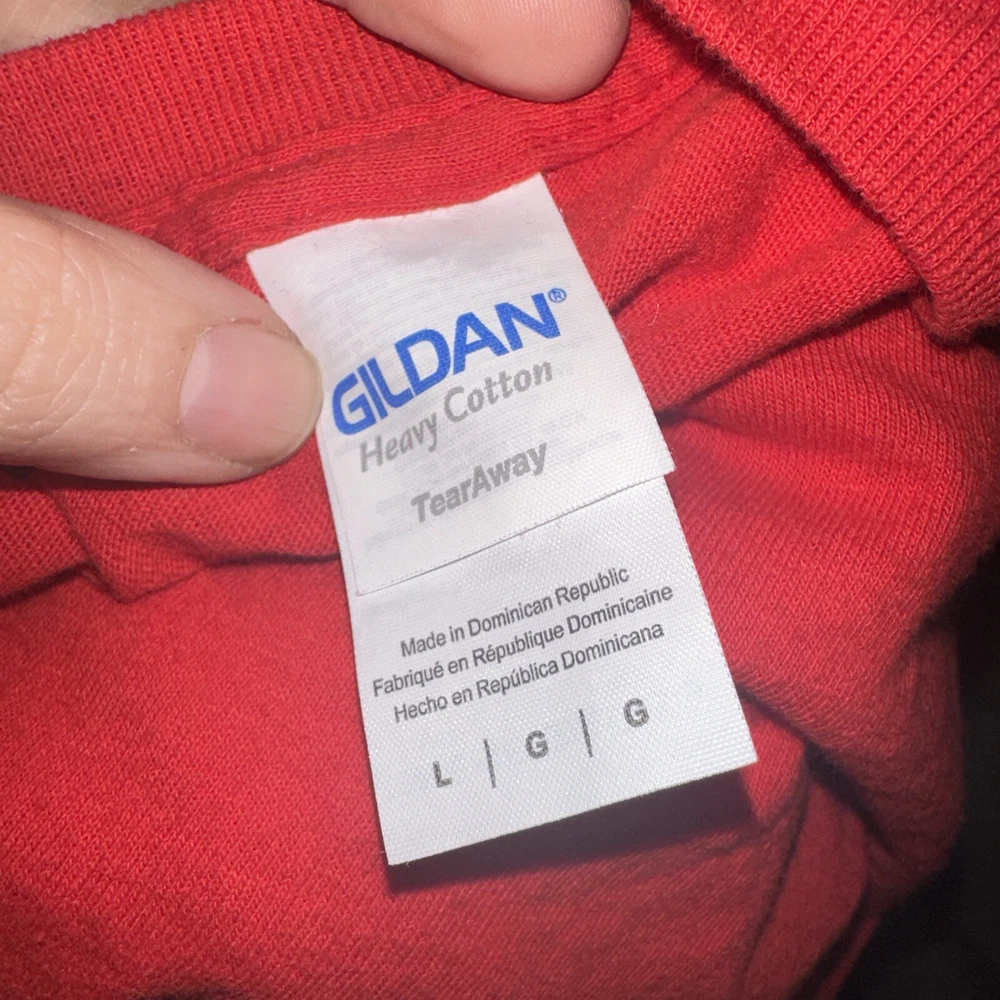 GILDAN®
Heavy Cotton
TearAway
Made in Dominican Republic
Fabriqué en République Dominicaine
Hecho en República Dominicana
L | G | G